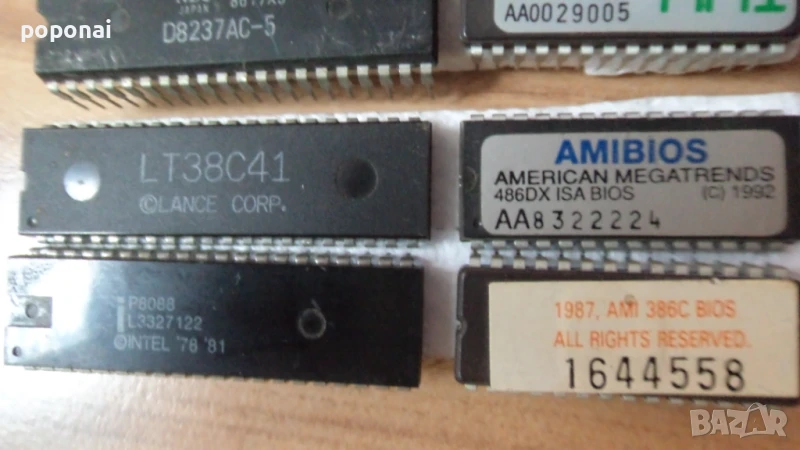 poponai
D8237AC-5
AA0029005
LT38C41
©LANCE CORP.
AMIBIOS
AMERICAN MEGATRENDS
486DX ISA BIOS (C) 1992
AA8322224
P8088
L3327122
©INTEL '78 '81
1987, AMI 386C BIOS
ALL RIGHTS RESERVED.
1644558
BAZAR